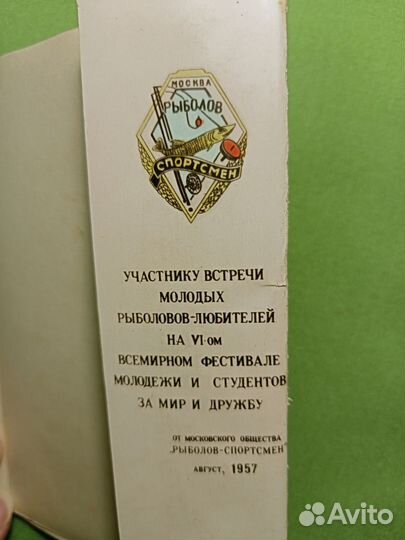 МОСКВА
РЫБОЛОВ
СПОРТСМЕН
УЧАСТНИКУ ВСТРЕЧИ
МОЛОДЫХ
РЫБОЛОВОВ-ЛЮБИТЕЛЕЙ
НА VI-ОМ
ВСЕМИРНОМ ФЕСТИВАЛЕ
МОЛОДЕЖИ И СТУДЕНТОВ
ЗА МИР И ДРУЖБУ
ОТ МОСКОВСКОГО ОБЩЕСТВА
„РЫБОЛОВ-СПОРТСМЕН"
АВГУСТ, 1957
Avito